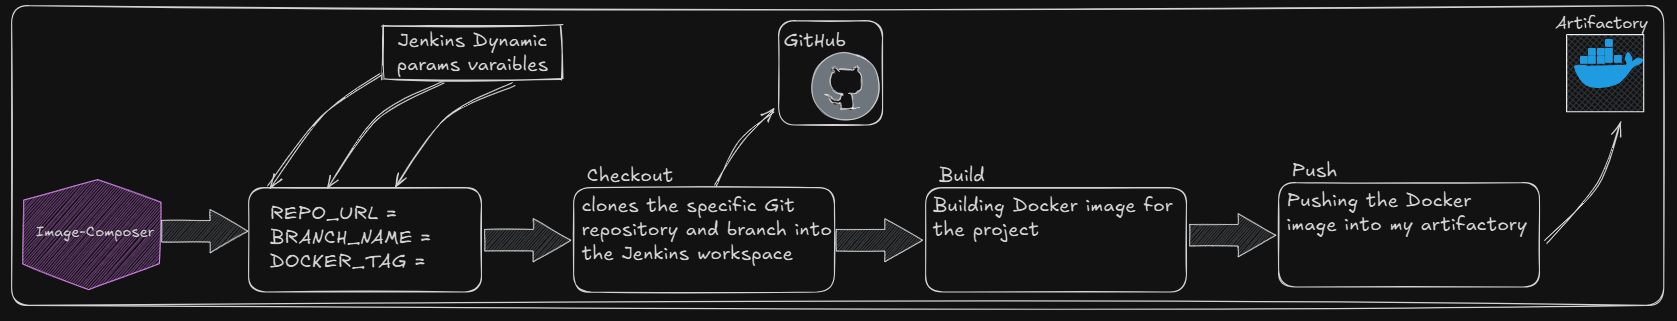 Jenkins Dynamic
params varaibles
GitHub
Artifactory
Image-Composer
REPO_URL =
BRANCH_NAME =
DOCKER_TAG =
Checkout
clones the specific Git
repository and branch into
the Jenkins workspace
Build
Building Docker image for
the project
Push
Pushing the Docker
image into my artifactory